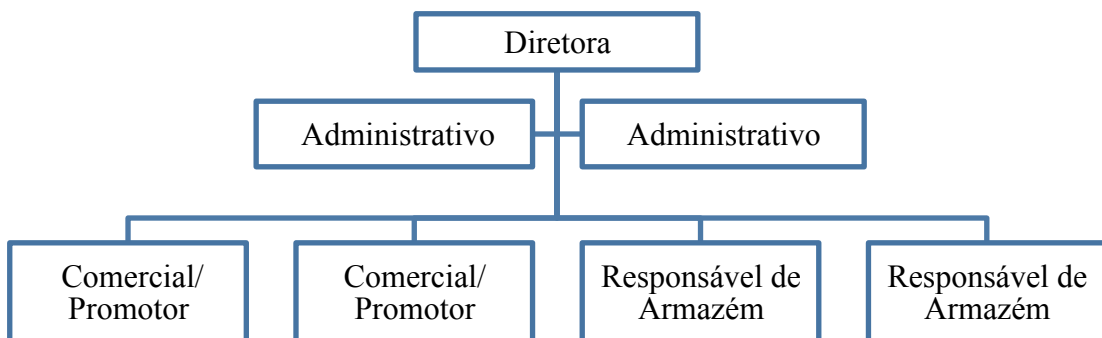 Diretora
Administrativo
Administrativo
Comercial/
Promotor
Comercial/
Promotor
Responsável de
Armazém
Responsável de
Armazém